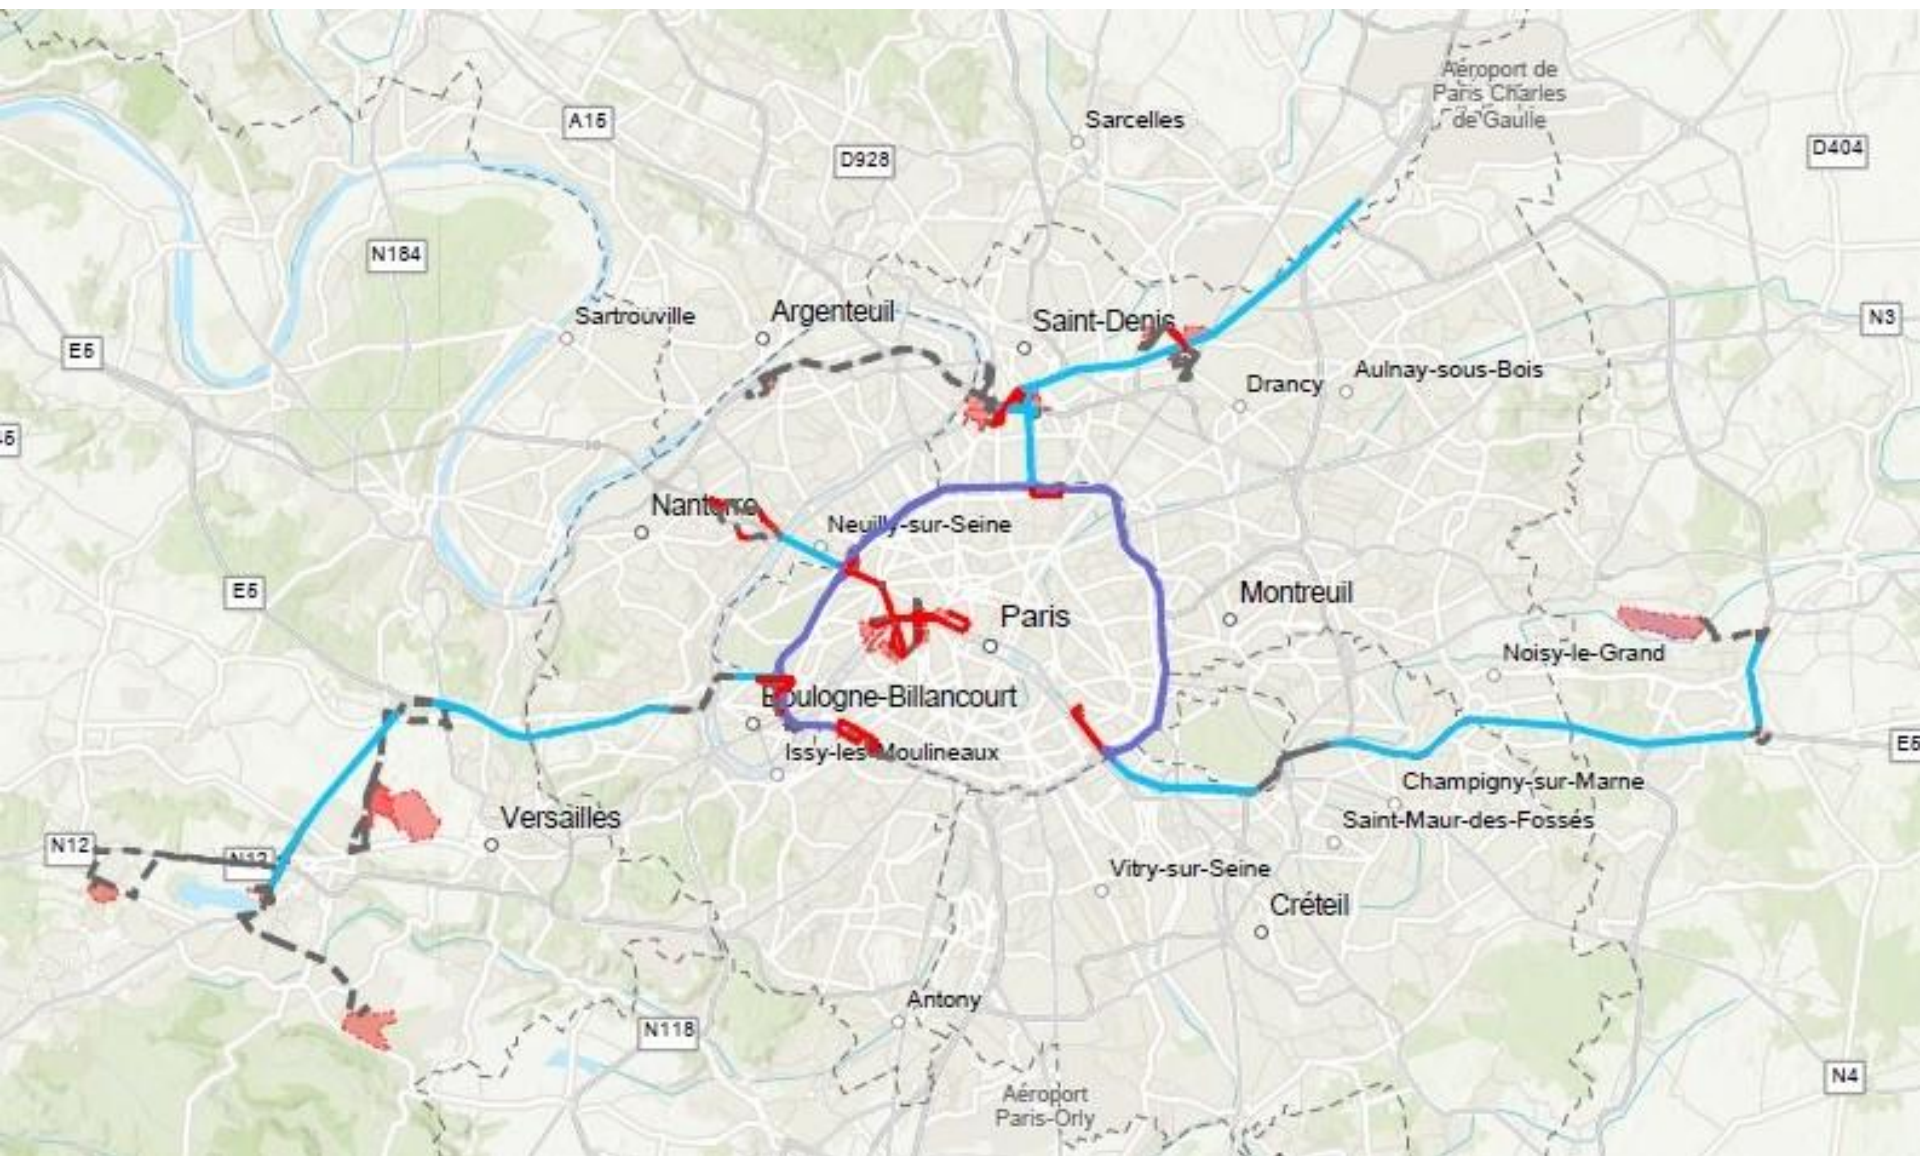 Aéroport de
Paris Charles
de Gaulle
A15
Sarcelles
D928
D404
N184
Sartrouville
Argenteuil
Saint-Denis
N3
E5
Drancy
Aulnay-sous-Bois
Nanterre
Neuilly-sur-Seine
E5
Montreuil
Paris
Noisy-le-Grand
Boulogne-Billancourt
E5
Issy-les-Moulineaux
Champigny-sur-Marne
Versailles
Saint-Maur-des-Fossés
N12
N12
Vitry-sur-Seine
Créteil
Antony
N118
N4
Aéroport
Paris-Orly